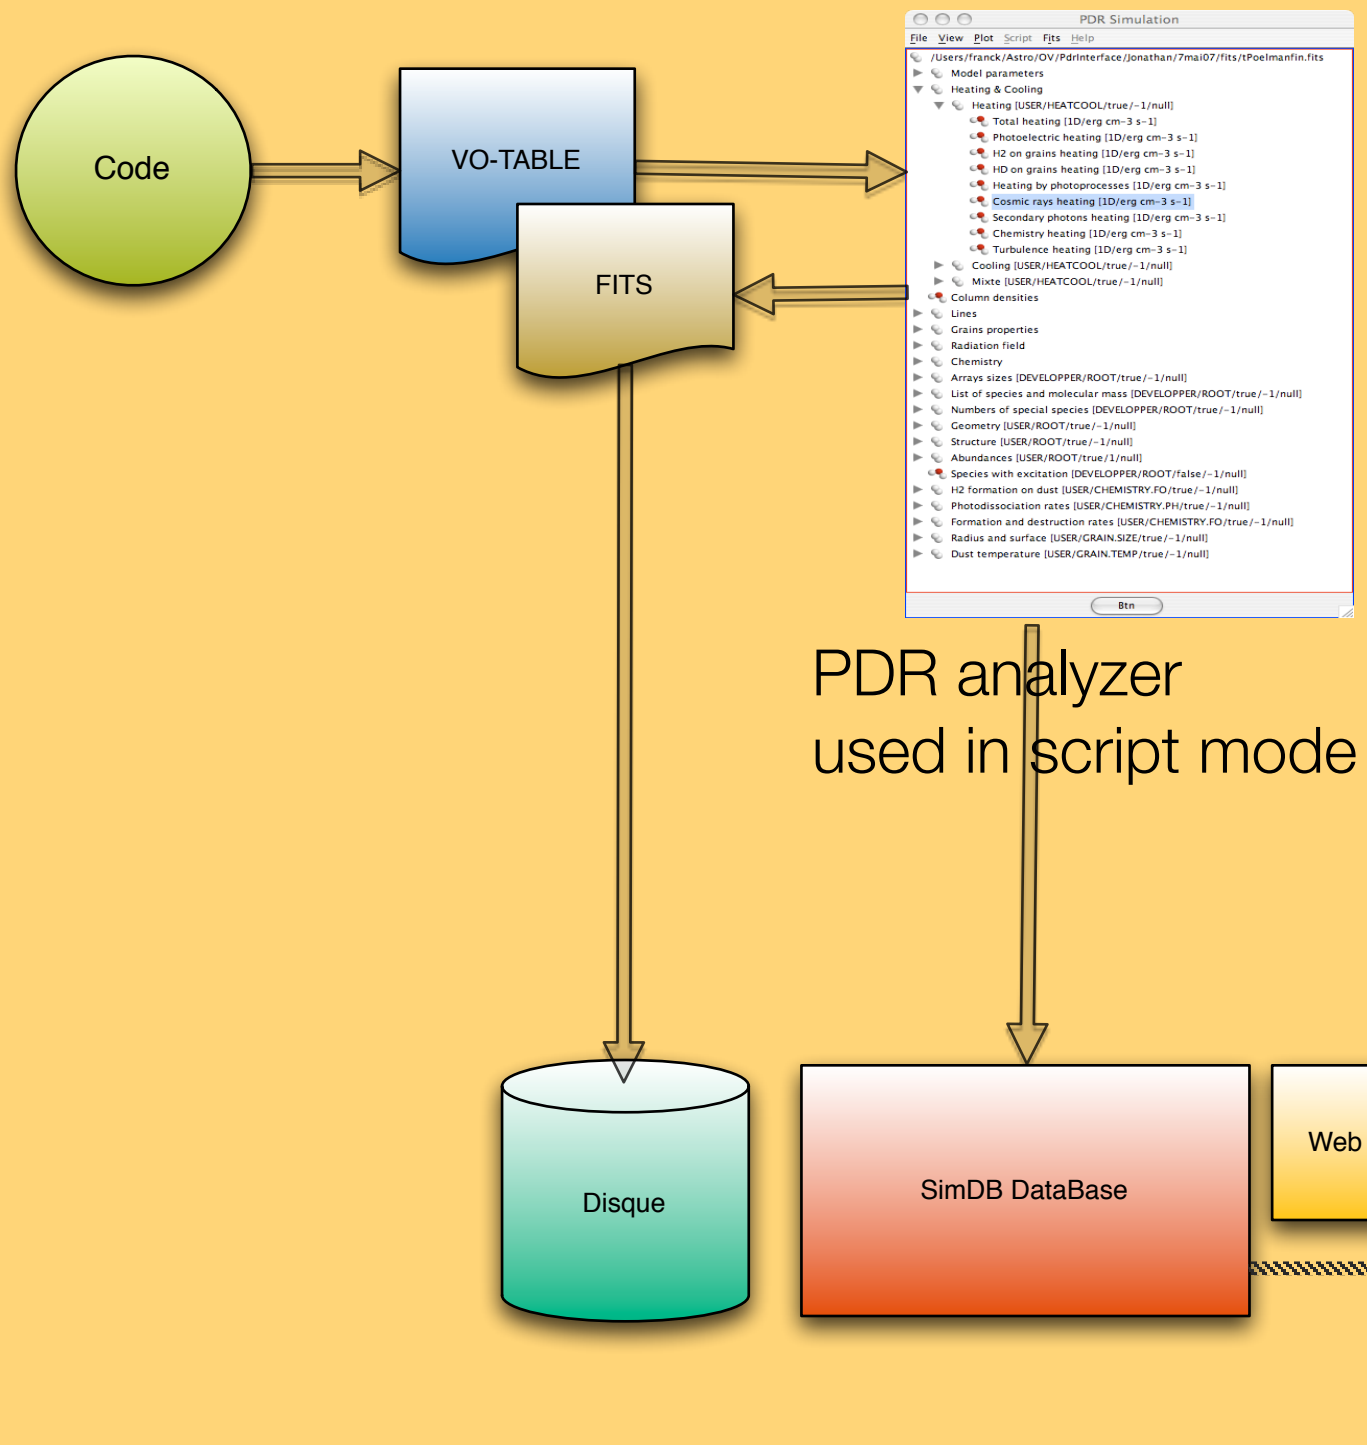 PDR Simulation
File View Plot Script Fits Help
/Users/franck/Astro/OV/PdrInterface/Jonathan/7mai07/fits/tPoelmanfin.fits
Model parameters
Heating & Cooling
Heating [USER/HEATCOOL/true/-1/null]
Total heating [1D/erg cm-3 s-1]
Photoelectric heating [1D/erg cm-3 s-1]
H2 on grains heating [1D/erg cm-3 s-1]
HD on grains heating [1D/erg cm-3 s-1]
Heating by photoprocesses [1D/erg cm-3 s-1]
Cosmic rays heating [1D/erg cm-3 s-1]
Secondary photons heating [1D/erg cm-3 s-1]
Chemistry heating [1D/erg cm-3 s-1]
Turbulence heating [1D/erg cm-3 s-1]
Cooling [USER/HEATCOOL/true/-1/null]
Mixte [USER/HEATCOOL/true/-1/null]
Column densities
Lines
Grains properties
Radiation field
Chemistry
Arrays sizes [DEVELOPPER/ROOT/true/-1/null]
List of species and molecular mass [DEVELOPPER/ROOT/true/-1/null]
Numbers of special species [DEVELOPPER/ROOT/true/-1/null]
Geometry [USER/ROOT/true/-1/null]
Structure [USER/ROOT/true/-1/null]
Abundances [USER/ROOT/true/1/null]
Species with excitation [DEVELOPPER/ROOT/false/-1/null]
H2 formation on dust [USER/CHEMISTRY.FO/true/-1/null]
Photodissociation rates [USER/CHEMISTRY.PH/true/-1/null]
Formation and destruction rates [USER/CHEMISTRY.FO/true/-1/null]
Radius and surface [USER/GRAIN.SIZE/true/-1/null]
Dust temperature [USER/GRAIN.TEMP/true/-1/null]
Btn
Code
VO-TABLE
FITS
PDR analyzer
used in script mode
Disque
SimDB DataBase
Web